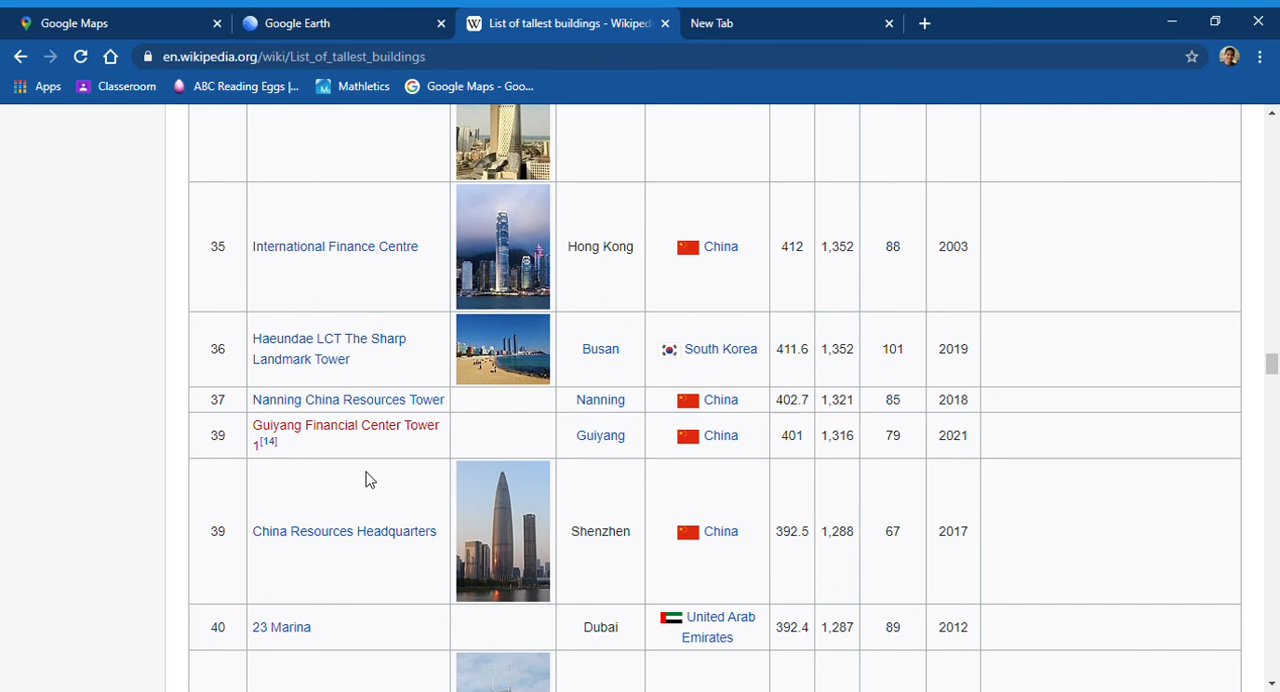 Google Maps
Google Earth
List of tallest buildings - Wikiped
New Tab
en.wikipedia.org/wiki/List_of_tallest_buildings
Apps
Classroom
ABC Reading Eggs |...
Mathletics
Google Maps - Goo...
35 International Finance Centre Hong Kong China 412 1,352 88 2003
36 Haeundae LCT The Sharp
Landmark Tower Busan South Korea 411.6 1,352 101 2019
37 Nanning China Resources Tower Nanning China 402.7 1,321 85 2018
39 Guiyang Financial Center Tower
1[14] Guiyang China 401 1,316 79 2021
39 China Resources Headquarters Shenzhen China 392.5 1,288 67 2017
40 23 Marina Dubai United Arab
Emirates 392.4 1,287 89 2012